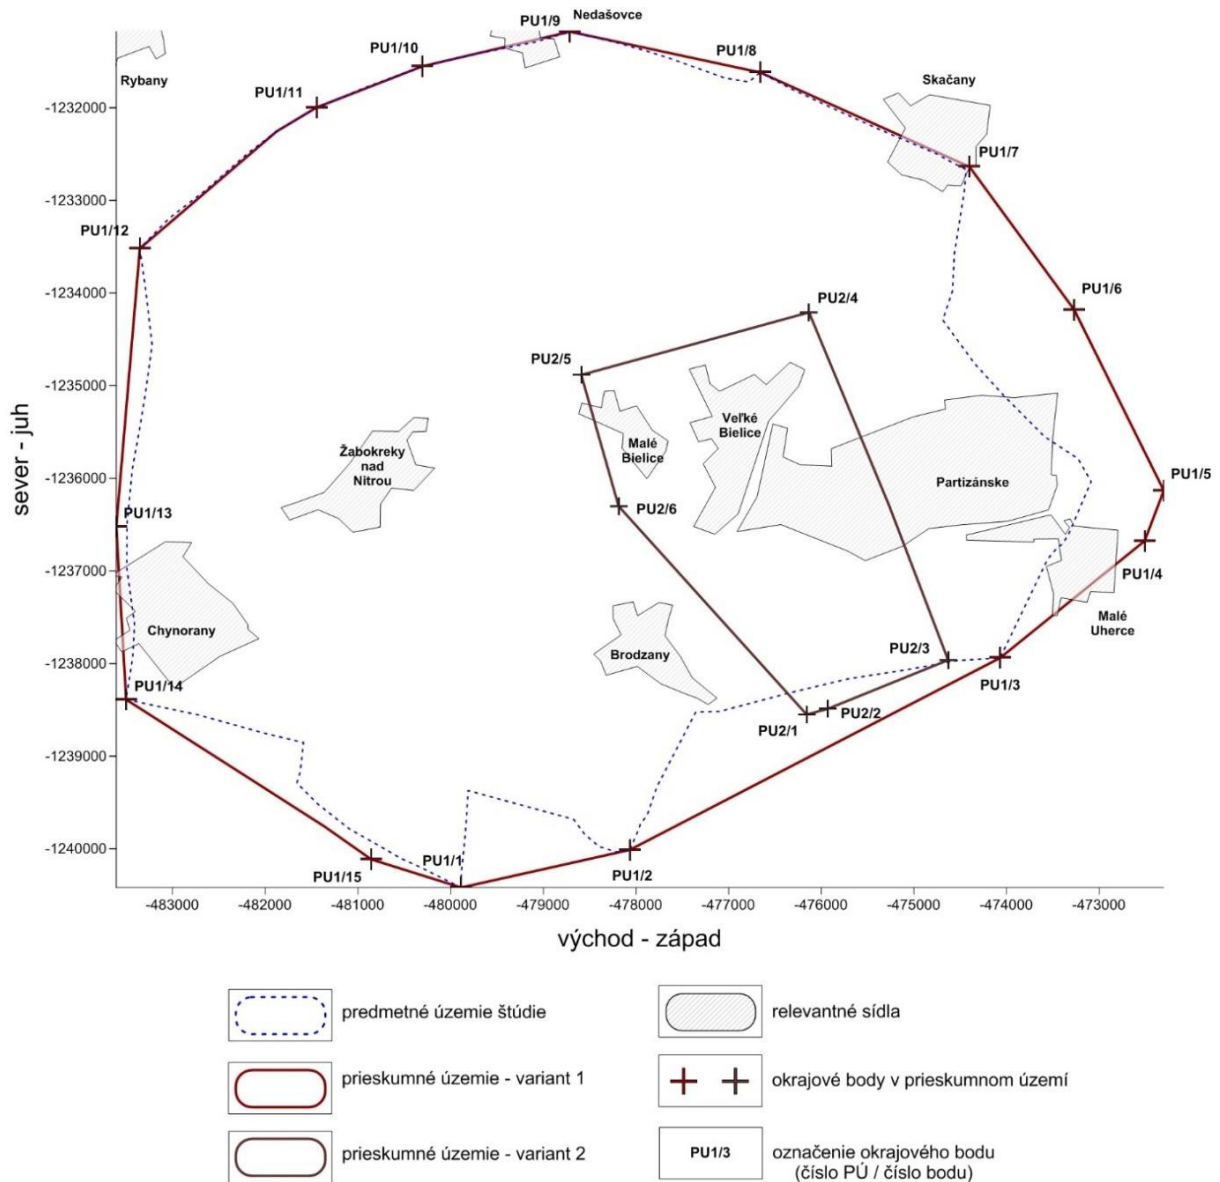 PU1/9
Nedašovce
PU1/10
PU1/8
Rybany
Skačany
PU1/11
-1232000
PU1/7
-1233000
PU1/12
-1234000
PU1/6
PU2/4
PU2/5
-1235000
Veľké
Bielice
Malé
Bielice
Žabokreky
nad
Nitrou
sever - juh
PU1/5
Partizánske
-1236000
PU2/6
PU1/13
-1237000
PU1/4
Malé
Uherce
Chynorany
PU2/3
Brodzany
-1238000
PU1/3
PU1/14
PU2/2
PU2/1
-1239000
-1240000
PU1/1
PU1/15
PU1/2
-483000
-482000
-481000
-480000
-479000
-478000
-477000
-476000
-475000
-474000
-473000
východ - západ
predmetné územie štúdie
relevantné sídla
prieskumné územie - variant 1
okrajové body v prieskumnom území
prieskumné územie - variant 2
PU1/3
označenie okrajového bodu
(číslo PÚ / číslo bodu)